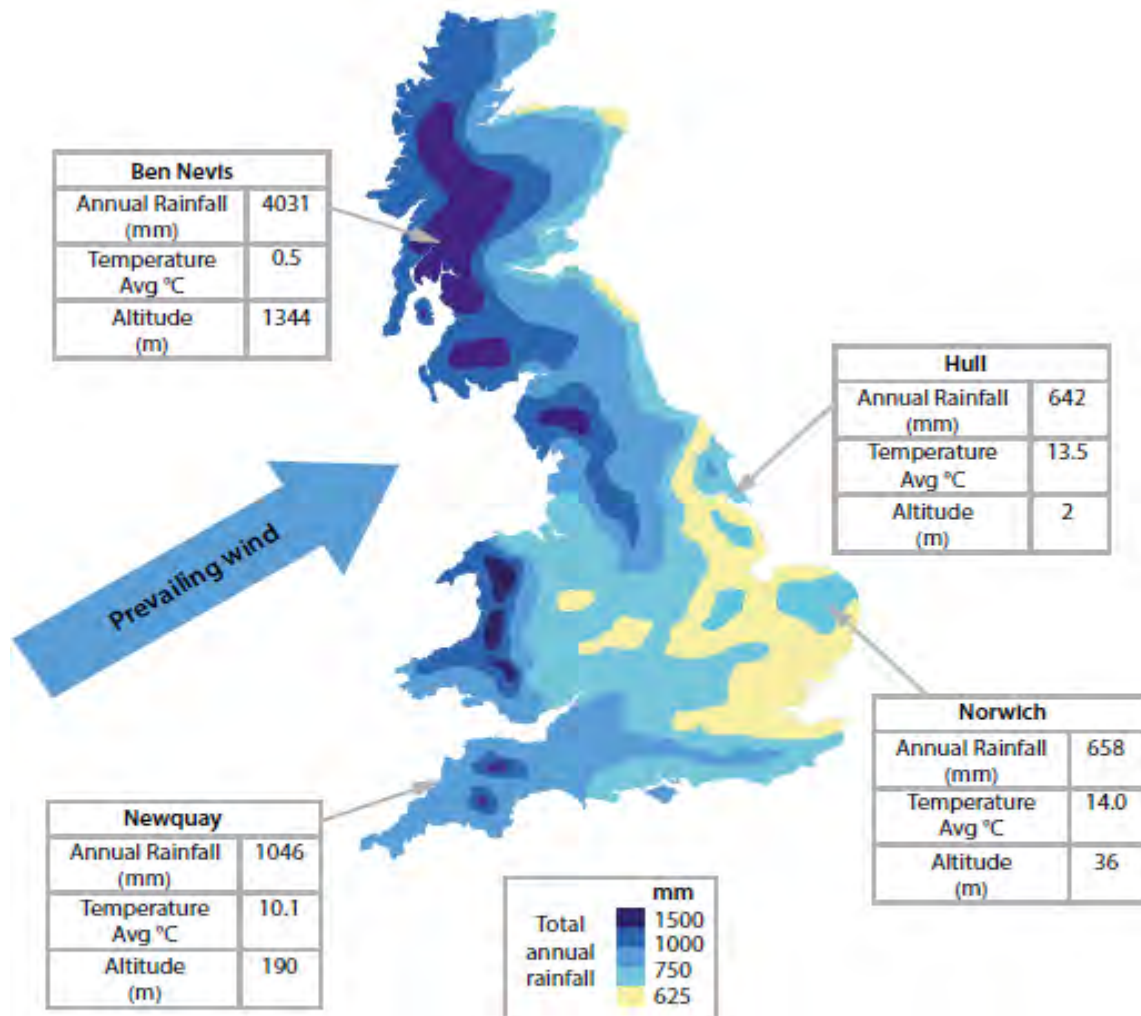 Ben Nevis
Annual Rainfall
(mm)
4031
Temperature
Avg °C
0.5
Altitude
(m)
1344
Hull
Annual Rainfall
(mm)
642
Temperature
Avg °C
13.5
Altitude
(m)
2
Prevailing wind
Norwich
Annual Rainfall
(mm)
658
Temperature
Avg °C
14.0
Altitude
(m)
36
Newquay
Annual Rainfall
(mm)
1046
Temperature
Avg °C
10.1
Altitude
(m)
190
Total
annual
rainfall
mm
1500
1000
750
625